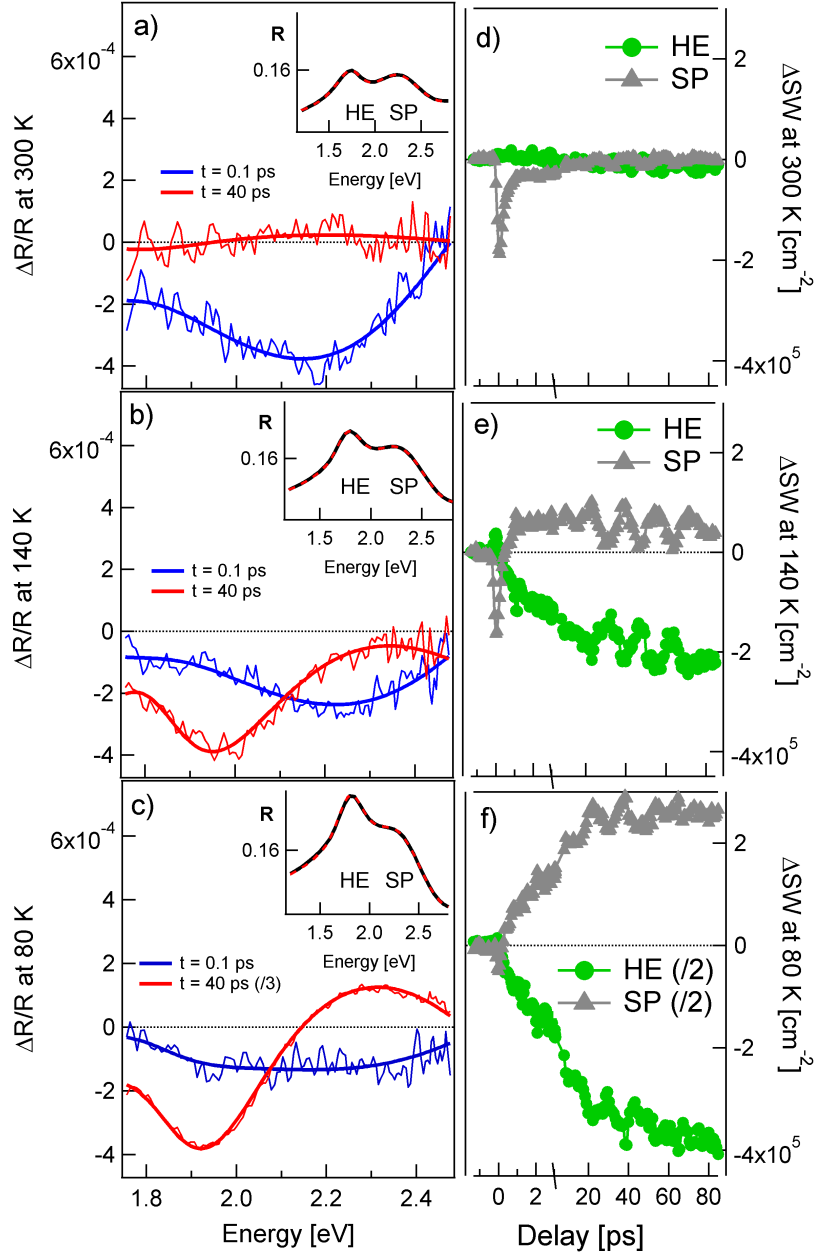 a)
R
0.16
HE SP
1.5 2.0 2.5
Energy [eV]
t = 0.1 ps
t = 40 ps
6x10-4
4
2
0
-2
-4
ΔR/R at 300 K
d)
HE
SP
2
0
-2
-4x10^5
ΔSW at 300 K [cm-2]
b)
R
0.16
HE SP
1.5 2.0 2.5
Energy [eV]
t = 0.1 ps
t = 40 ps
6x10-4
4
2
0
-2
-4
ΔR/R at 140 K
e)
HE
SP
2
0
-2
-4x10^5
ΔSW at 140 K [cm-2]
c)
R
0.16
HE SP
1.5 2.0 2.5
Energy [eV]
t = 0.1 ps
t = 40 ps (/3)
6x10-4
4
2
0
-2
-4
ΔR/R at 80 K
1.8 2.0 2.2 2.4
Energy [eV]
f)
HE (/2)
SP (/2)
2
0
-2
-4x10^5
ΔSW at 80 K [cm-2]
0 2 20 40 60 80
Delay [ps]